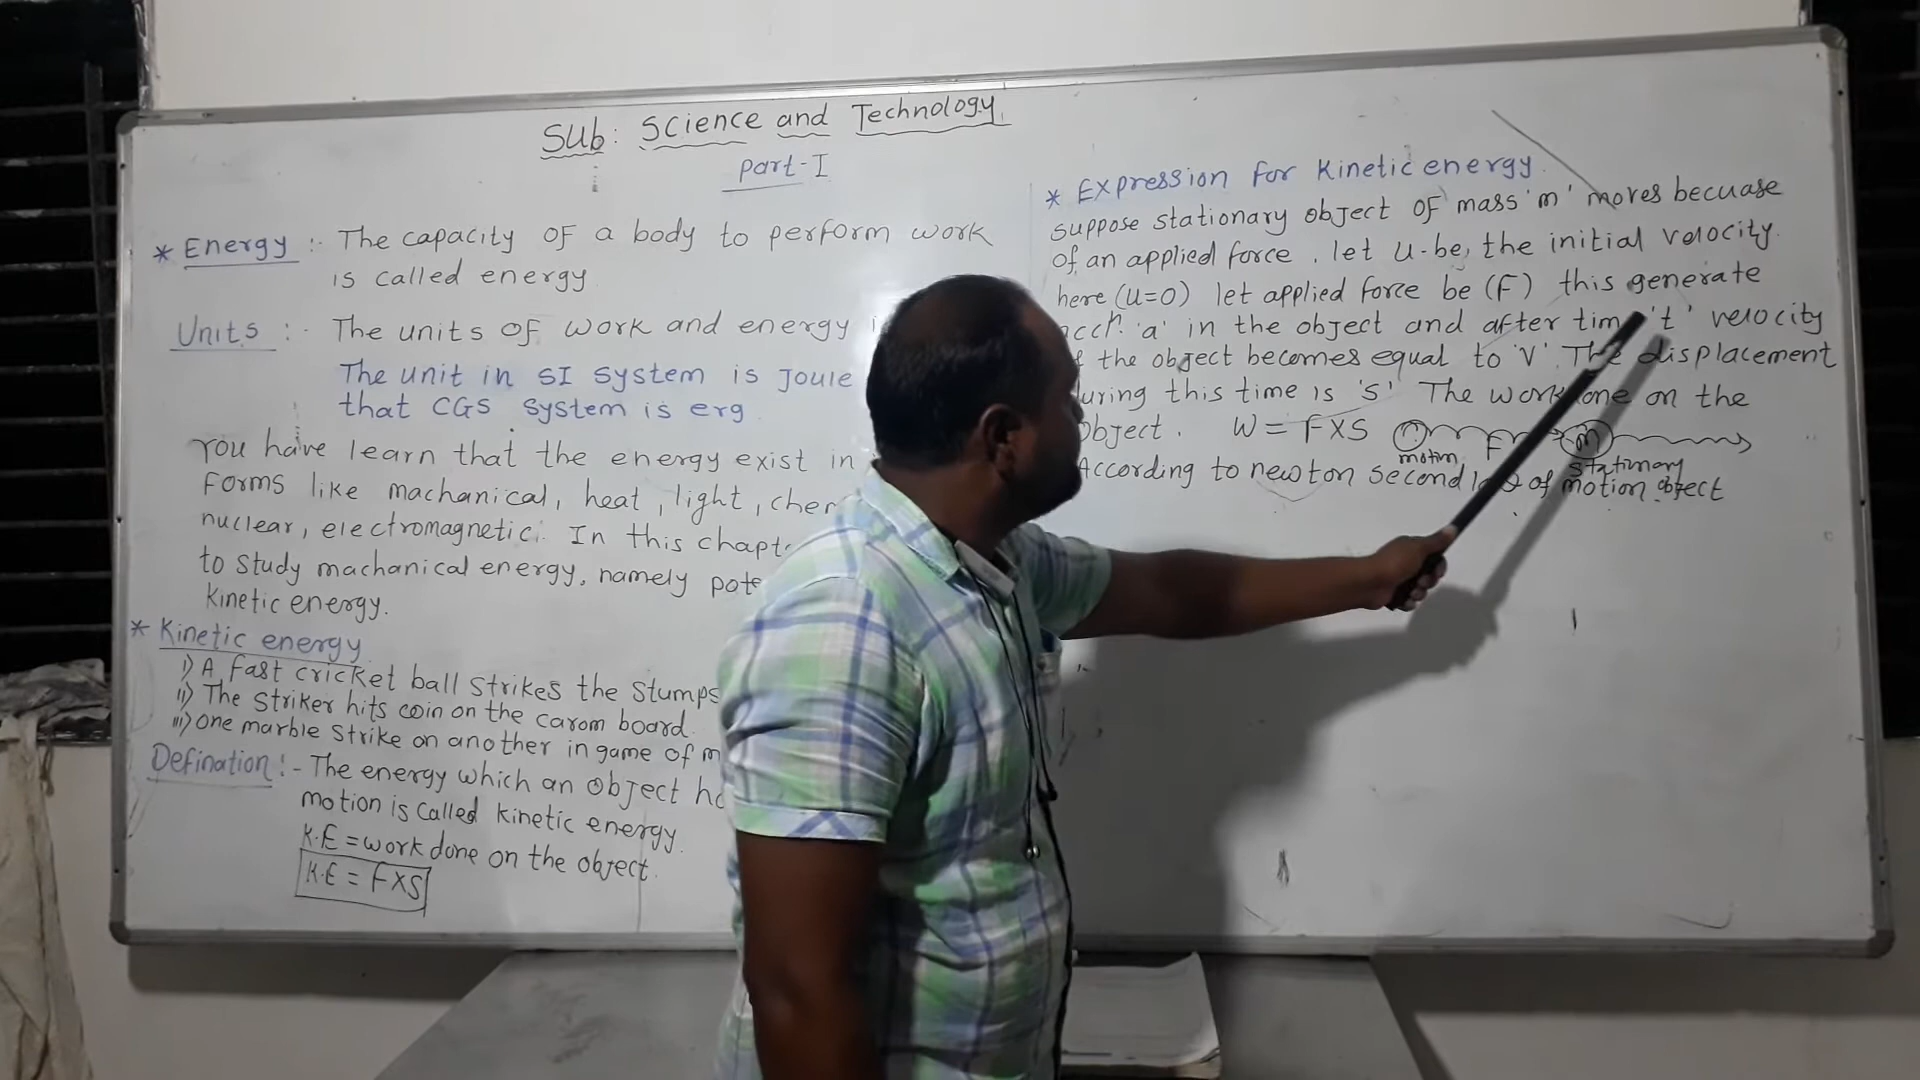 Sub: Science and Technology.
Part-I
* Energy :- The capacity of a body to perform work
is called energy
Units :- The units of work and energy
The unit in SI system is Joule
that CGS system is erg
You have learn that the energy exist in
forms like machanical, heat, light,
nuclear, electromagnetic. In this
to study machanical energy, namely
kinetic energy.
* Kinetic energy
i) A fast cricket ball strikes the stumps
ii) The striker hits coin on the carom board.
iii) one marble strike on another in game of
Defination :- The energy which an object
motion is called kinetic energy.
K.E = work done on the object.
K.E = F×S
* Expression for Kinetic energy.
suppose stationary object of mass 'm' moves becuase
of an applied force. let u-be, the initial velocity.
here (u=0) let applied force be (F) this generate
'a' in the object and after 't' velocity
the object becomes equal to 'v'. The displacement
this time is 's' The work on the
object. W = F×S
motion F m
stationary
According to newton second of motion object